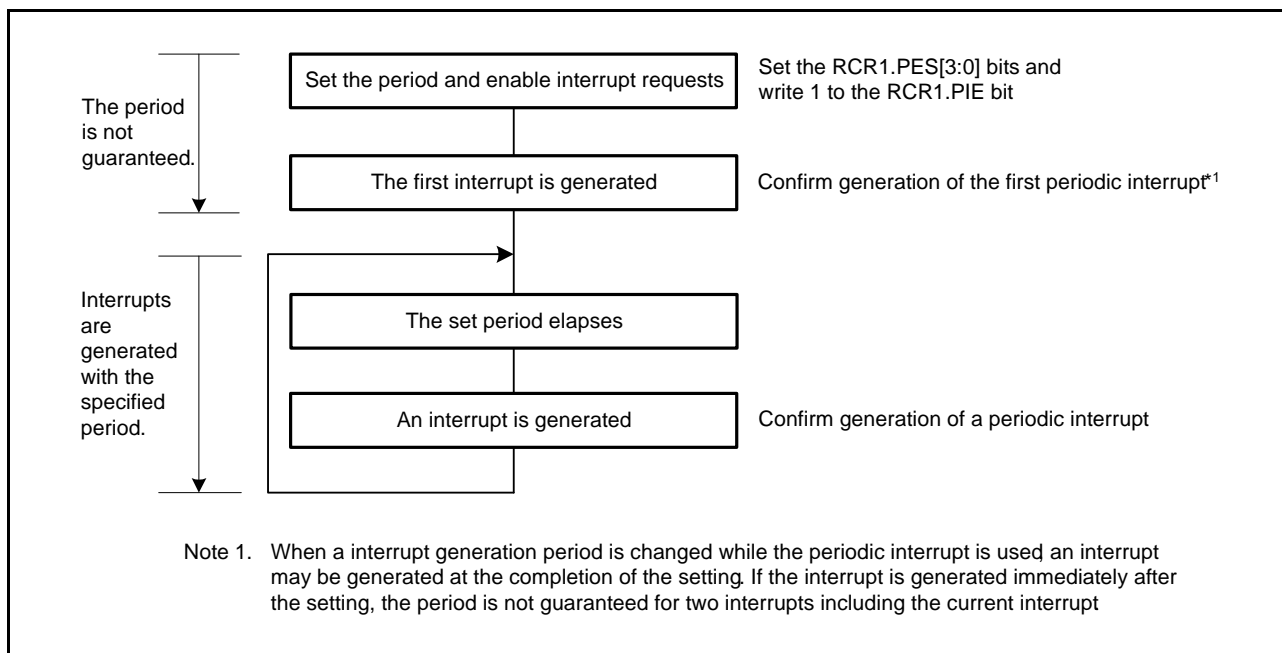 Set the period and enable interrupt requests
Set the RCR1.PES[3:0] bits and
write 1 to the RCR1.PIE bit
The period
is not
guaranteed.
The first interrupt is generated
Confirm generation of the first periodic interrupt*1
Interrupts
are
generated
with the
specified
period.
The set period elapses
An interrupt is generated
Confirm generation of a periodic interrupt
Note 1. When a interrupt generation period is changed while the periodic interrupt is used, an interrupt
may be generated at the completion of the setting. If the interrupt is generated immediately after
the setting, the period is not guaranteed for two interrupts including the current interrupt.